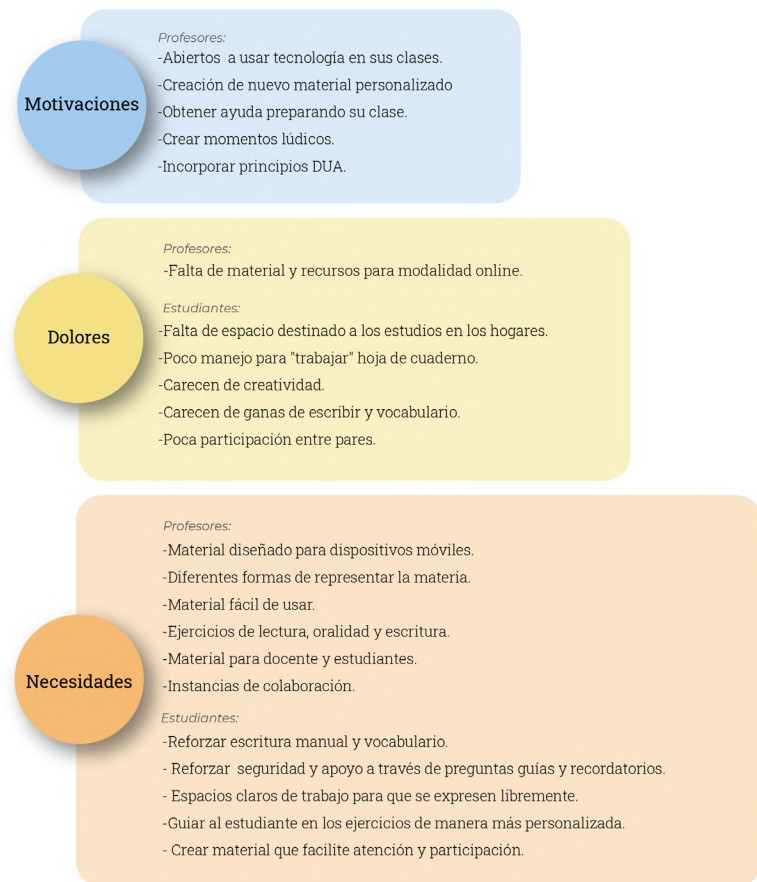 Motivaciones
Profesores:
-Abiertos  a usar tecnología en sus clases.
-Creación de nuevo material personalizado
-Obtener ayuda preparando su clase.
-Crear momentos lúdicos.
-Incorporar principios DUA.
Dolores
Profesores:
-Falta de material y recursos para modalidad online.
Estudiantes:
-Falta de espacio destinado a los estudios en los hogares.
-Poco manejo para "trabajar" hoja de cuaderno.
-Carecen de creatividad.
-Carecen de ganas de escribir y vocabulario.
-Poca participación entre pares.
Necesidades
Profesores:
-Material diseñado para dispositivos móviles.
-Diferentes formas de representar la materia.
-Material fácil de usar.
-Ejercicios de lectura, oralidad y escritura.
-Material para docente y estudiantes.
-Instancias de colaboración.
Estudiantes:
-Reforzar escritura manual y vocabulario.
- Reforzar  seguridad y apoyo a través de preguntas guías y recordatorios.
- Espacios claros de trabajo para que se expresen libremente.
-Guiar al estudiante en los ejercicios de manera más personalizada.
- Crear material que facilite atención y participación.